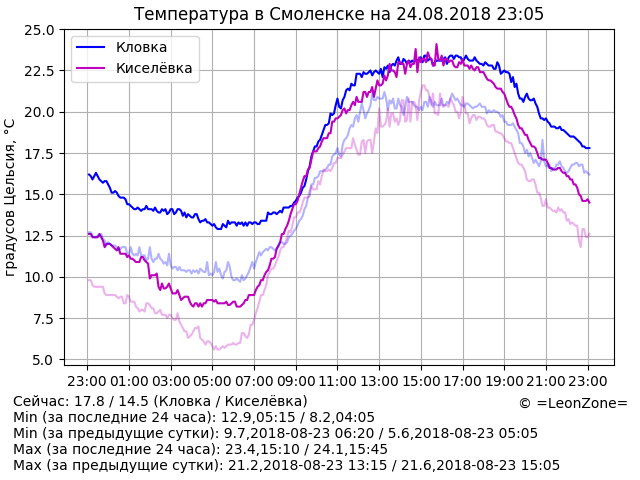 Температура в Смоленске на 24.08.2018 23:05
Кловка
Киселёвка
градусов Цельсия, °C
25.0
22.5
20.0
17.5
15.0
12.5
10.0
7.5
5.0
23:00 01:00 03:00 05:00 07:00 09:00 11:00 13:00 15:00 17:00 19:00 21:00 23:00
Сейчас: 17.8 / 14.5 (Кловка / Киселёвка)
© =LeonZone=
Min (за последние 24 часа): 12.9,05:15 / 8.2,04:05
Min (за предыдущие сутки): 9.7,2018-08-23 06:20 / 5.6,2018-08-23 05:05
Max (за последние 24 часа): 23.4,15:10 / 24.1,15:45
Max (за предыдущие сутки): 21.2,2018-08-23 13:15 / 21.6,2018-08-23 15:05